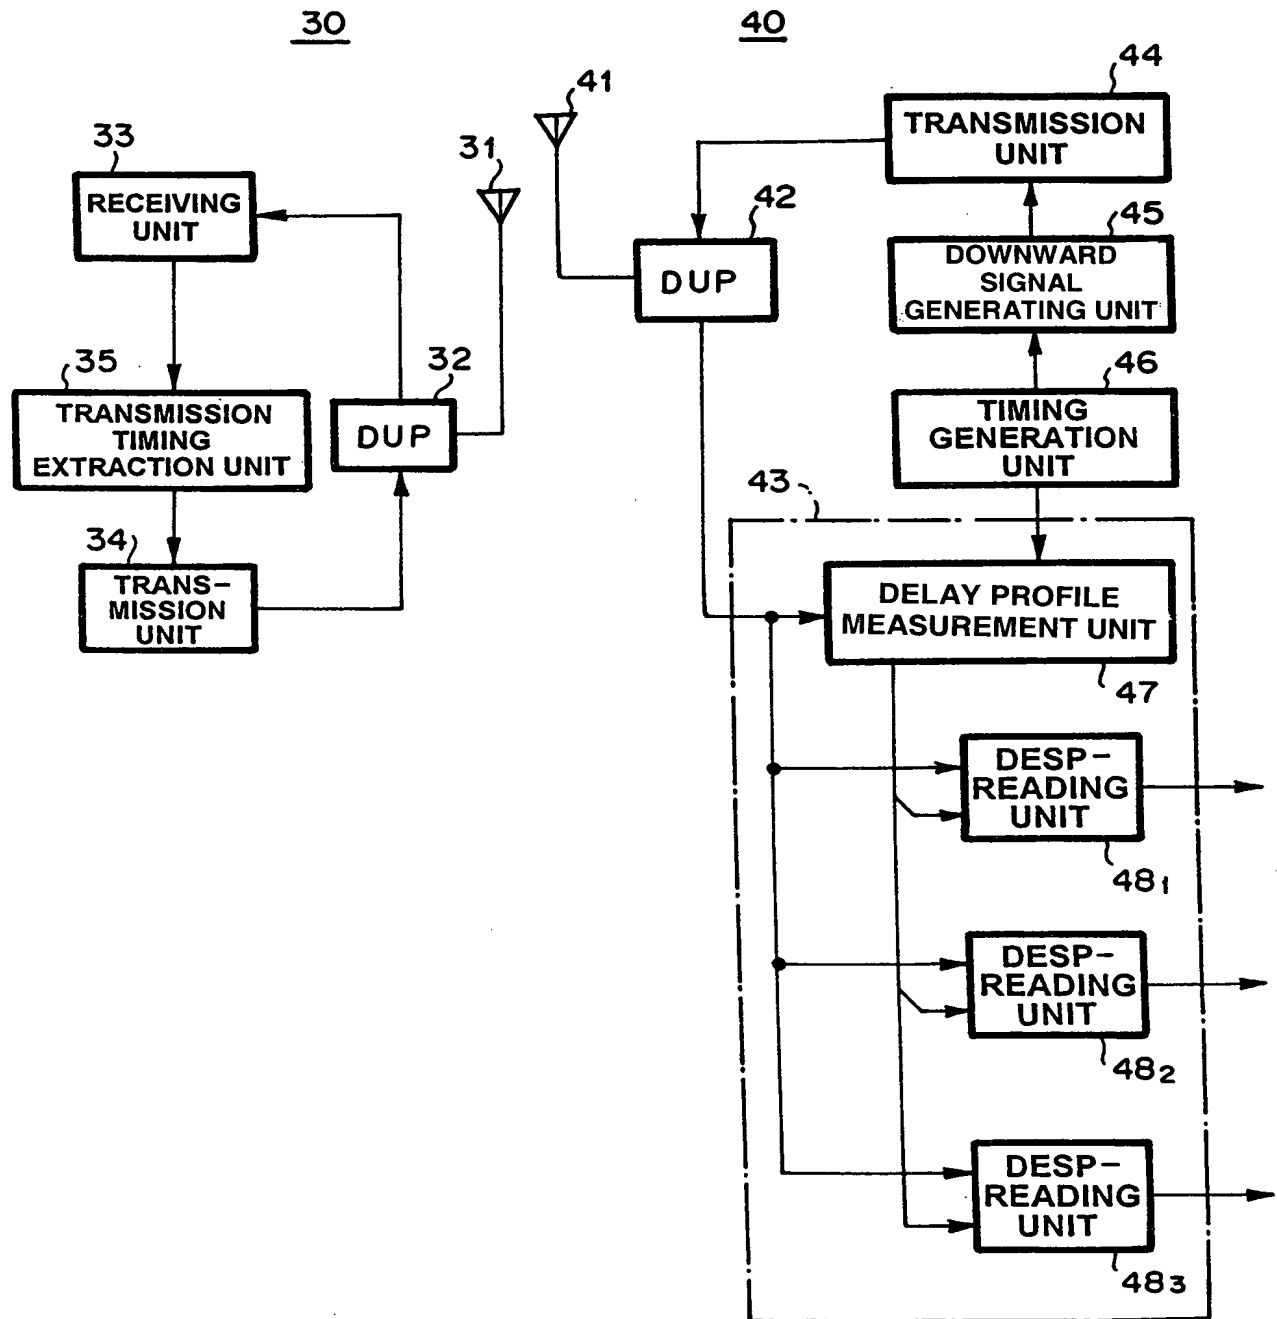 30
40
33
RECEIVING
UNIT
31
41
44
TRANSMISSION
UNIT
42
DUP
45
DOWNWARD
SIGNAL
GENERATING UNIT
35
TRANSMISSION
TIMING
EXTRACTION UNIT
32
DUP
46
TIMING
GENERATION
UNIT
34
TRANS-
MISSION
UNIT
43
DELAY PROFILE
MEASUREMENT UNIT
47
DESP-
READING
UNIT
481
DESP-
READING
UNIT
482
DESP-
READING
UNIT
483